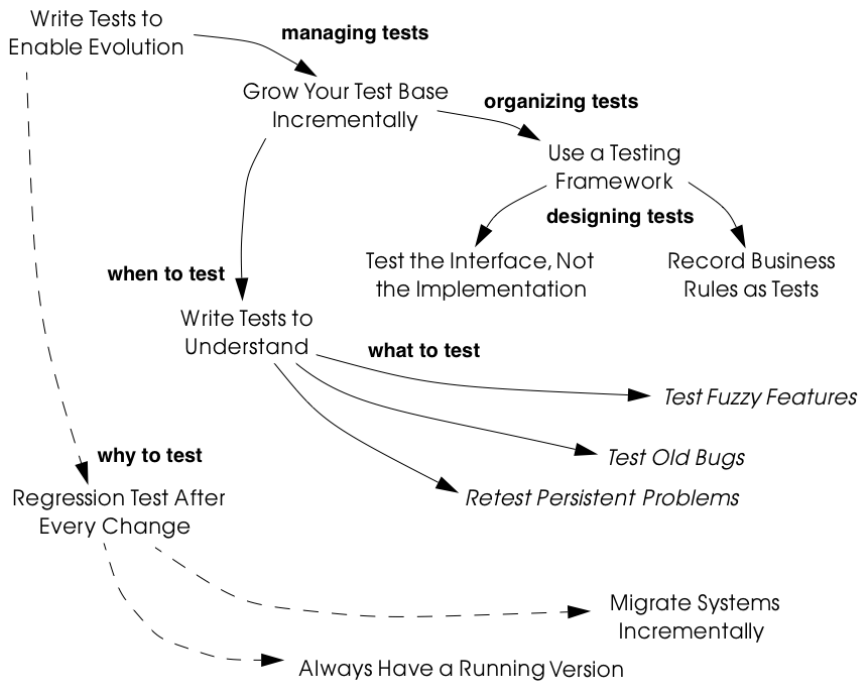 Write Tests to
Enable Evolution
managing tests
Grow Your Test Base
Incrementally
organizing tests
Use a Testing
Framework
designing tests
Test the Interface, Not
the Implementation
Record Business
Rules as Tests
when to test
Write Tests to
Understand
what to test
Test Fuzzy Features
Test Old Bugs
Retest Persistent Problems
why to test
Regression Test After
Every Change
Migrate Systems
Incrementally
Always Have a Running Version